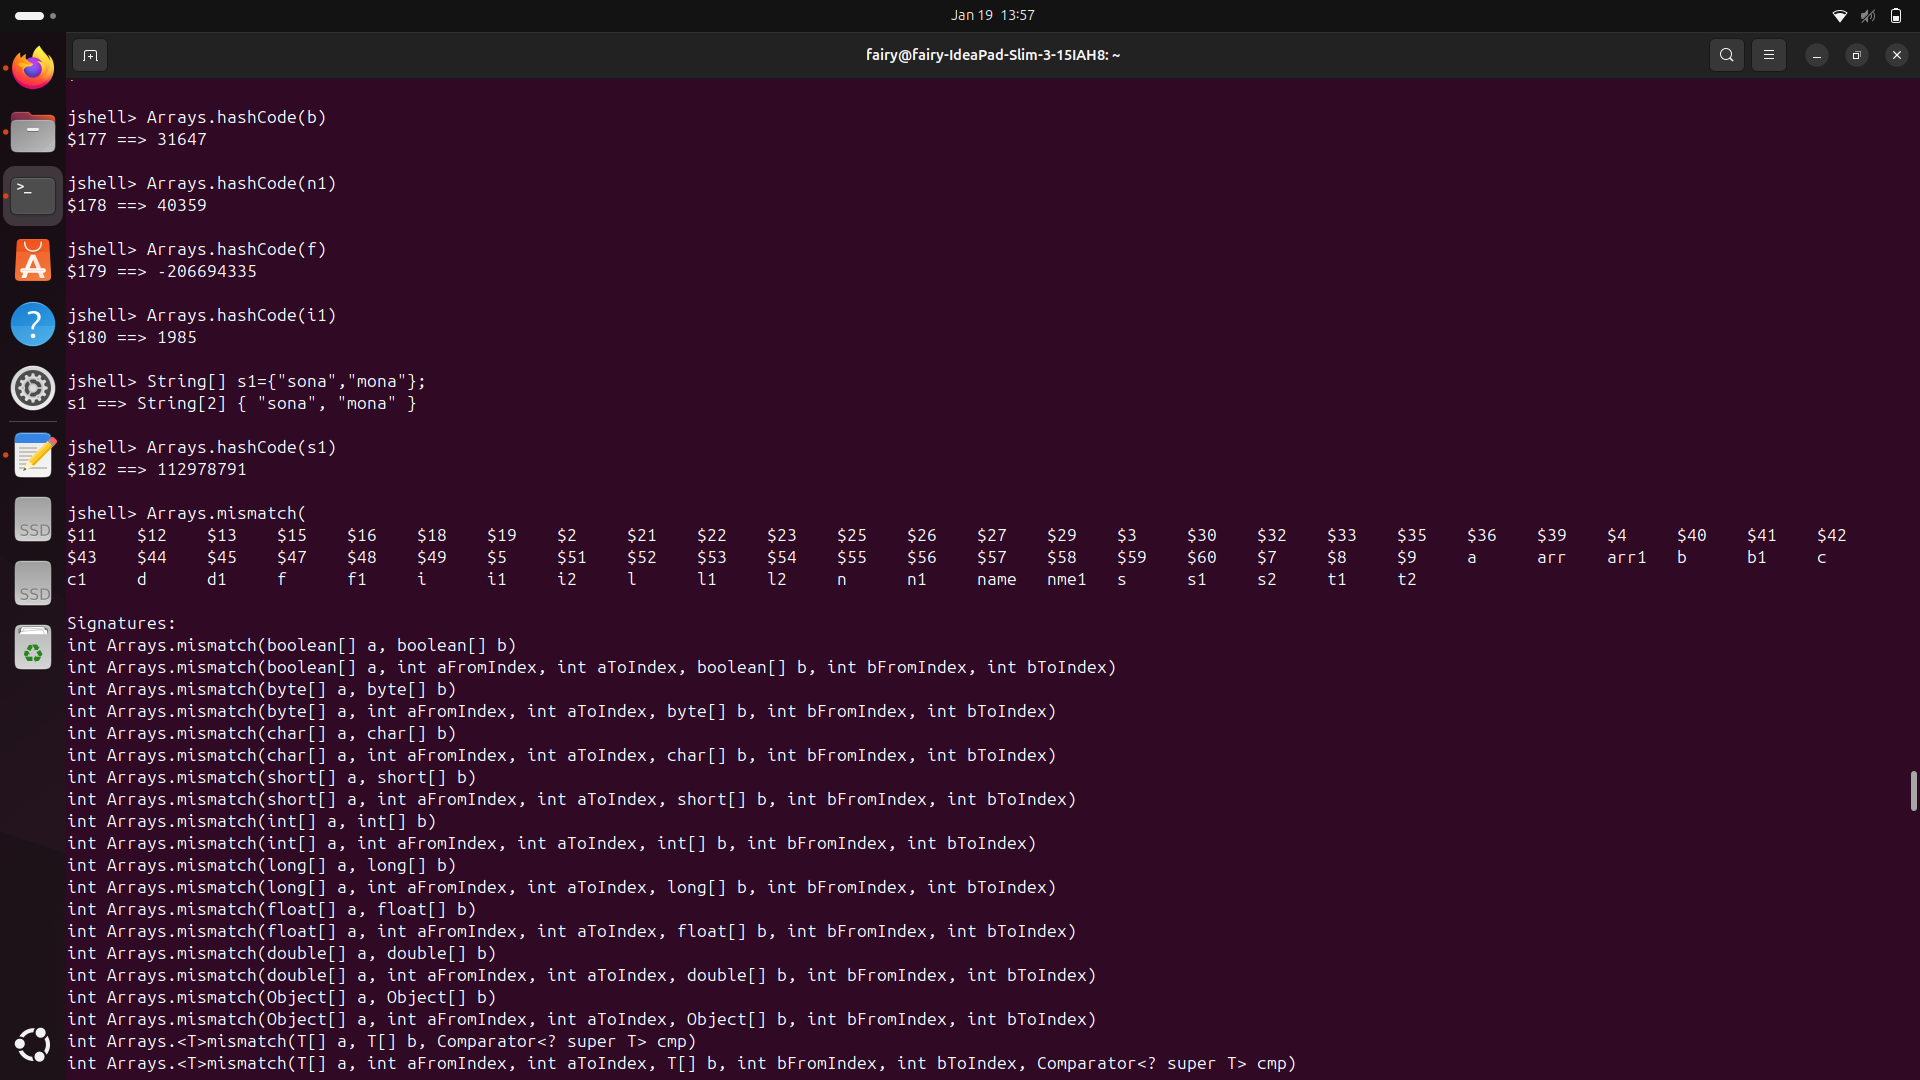 Jan 19 13:57
fairy@fairy-IdeaPad-Slim-3-15IAH8: ~
jshell> Arrays.hashCode(b)
$177 ==> 31647
jshell> Arrays.hashCode(n1)
$178 ==> 40359
jshell> Arrays.hashCode(f)
$179 ==> -206694335
jshell> Arrays.hashCode(i1)
$180 ==> 1985
jshell> String[] s1={"sona","mona"};
s1 ==> String[2] { "sona", "mona" }
jshell> Arrays.hashCode(s1)
$182 ==> 112978791
jshell> Arrays.mismatch(
$11 $12 $13 $15 $16 $18 $19 $2 $21 $22 $23 $25 $26 $27 $29 $3 $30 $32 $33 $35 $36 $39 $4 $40 $41 $42
$43 $44 $45 $47 $48 $49 $5 $51 $52 $53 $54 $55 $56 $57 $58 $59 $60 $7 $8 $9 a arr arr1 b b1 c
c1 d d1 f f1 i i1 i2 l l1 l2 n n1 name nme1 s s1 s2 t1 t2
Signatures:
int Arrays.mismatch(boolean[] a, boolean[] b)
int Arrays.mismatch(boolean[] a, int aFromIndex, int aToIndex, boolean[] b, int bFromIndex, int bToIndex)
int Arrays.mismatch(byte[] a, byte[] b)
int Arrays.mismatch(byte[] a, int aFromIndex, int aToIndex, byte[] b, int bFromIndex, int bToIndex)
int Arrays.mismatch(char[] a, char[] b)
int Arrays.mismatch(char[] a, int aFromIndex, int aToIndex, char[] b, int bFromIndex, int bToIndex)
int Arrays.mismatch(short[] a, short[] b)
int Arrays.mismatch(short[] a, int aFromIndex, int aToIndex, short[] b, int bFromIndex, int bToIndex)
int Arrays.mismatch(int[] a, int[] b)
int Arrays.mismatch(int[] a, int aFromIndex, int aToIndex, int[] b, int bFromIndex, int bToIndex)
int Arrays.mismatch(long[] a, long[] b)
int Arrays.mismatch(long[] a, int aFromIndex, int aToIndex, long[] b, int bFromIndex, int bToIndex)
int Arrays.mismatch(float[] a, float[] b)
int Arrays.mismatch(float[] a, int aFromIndex, int aToIndex, float[] b, int bFromIndex, int bToIndex)
int Arrays.mismatch(double[] a, double[] b)
int Arrays.mismatch(double[] a, int aFromIndex, int aToIndex, double[] b, int bFromIndex, int bToIndex)
int Arrays.mismatch(Object[] a, Object[] b)
int Arrays.mismatch(Object[] a, int aFromIndex, int aToIndex, Object[] b, int bFromIndex, int bToIndex)
int Arrays.<T>mismatch(T[] a, T[] b, Comparator<? super T> cmp)
int Arrays.<T>mismatch(T[] a, int aFromIndex, int aToIndex, T[] b, int bFromIndex, int bToIndex, Comparator<? super T> cmp)
SSD
SSD